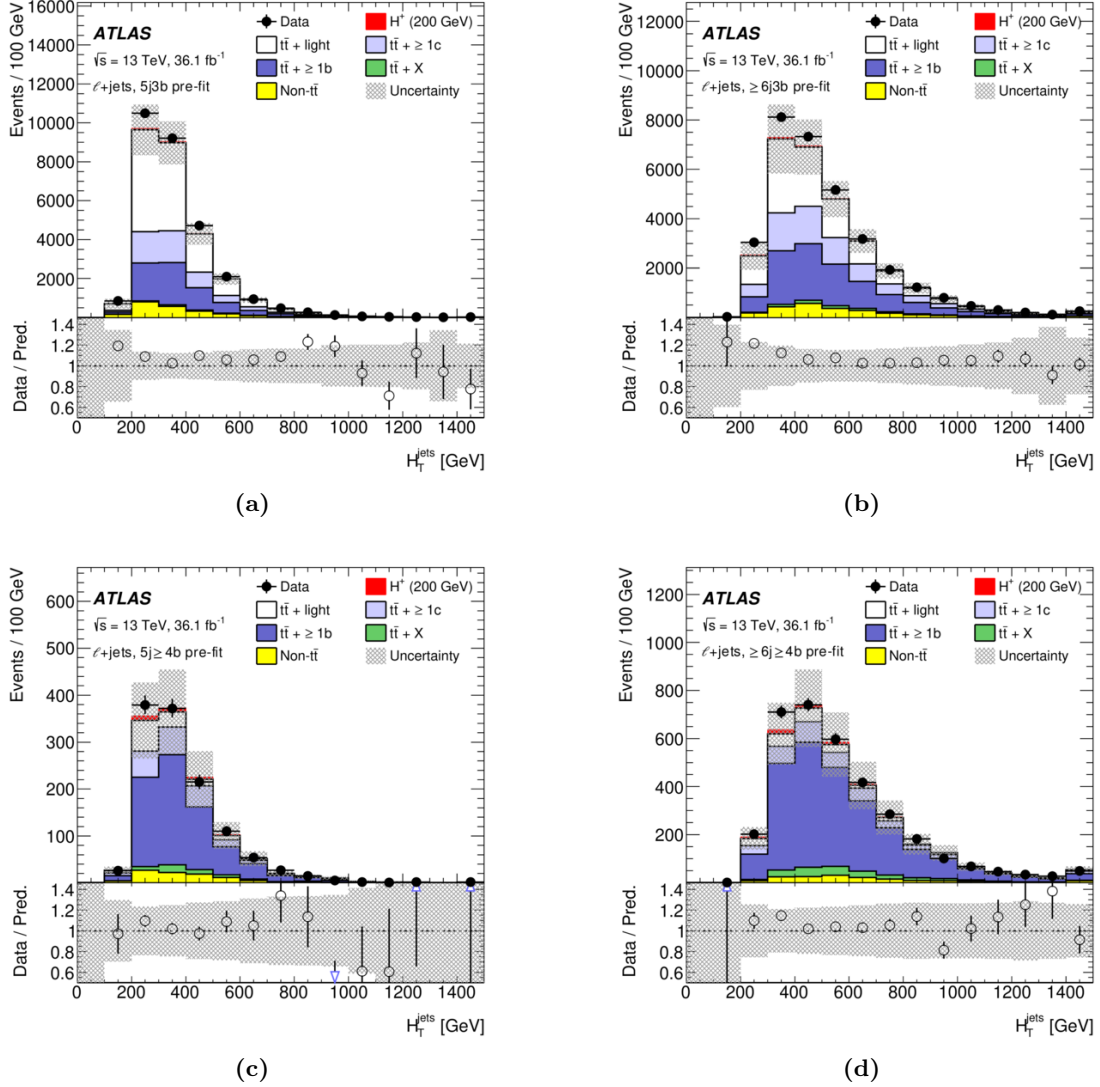 Events / 100 GeV
16000
14000
12000
10000
8000
6000
4000
2000
ATLAS
√s = 13 TeV, 36.1 fb⁻¹
ℓ+jets, 5j3b pre-fit
Data
H⁺ (200 GeV)
tt̄ + light
tt̄ + ≥ 1c
tt̄ + ≥ 1b
tt̄ + X
Non-tt̄
Uncertainty
Data / Pred.
1.4
1.2
1
0.8
0.6
0 200 400 600 800 1000 1200 1400
H_T^jets [GeV]
(a)
Events / 100 GeV
12000
10000
8000
6000
4000
2000
ATLAS
√s = 13 TeV, 36.1 fb⁻¹
ℓ+jets, ≥ 6j3b pre-fit
Data
H⁺ (200 GeV)
tt̄ + light
tt̄ + ≥ 1c
tt̄ + ≥ 1b
tt̄ + X
Non-tt̄
Uncertainty
Data / Pred.
1.4
1.2
1
0.8
0.6
0 200 400 600 800 1000 1200 1400
H_T^jets [GeV]
(b)
Events / 100 GeV
600
500
400
300
200
100
ATLAS
√s = 13 TeV, 36.1 fb⁻¹
ℓ+jets, 5j≥ 4b pre-fit
Data
H⁺ (200 GeV)
tt̄ + light
tt̄ + ≥ 1c
tt̄ + ≥ 1b
tt̄ + X
Non-tt̄
Uncertainty
Data / Pred.
1.4
1.2
1
0.8
0.6
0 200 400 600 800 1000 1200 1400
H_T^jets [GeV]
(c)
Events / 100 GeV
1200
1000
800
600
400
200
ATLAS
√s = 13 TeV, 36.1 fb⁻¹
ℓ+jets, ≥ 6j≥ 4b pre-fit
Data
H⁺ (200 GeV)
tt̄ + light
tt̄ + ≥ 1c
tt̄ + ≥ 1b
tt̄ + X
Non-tt̄
Uncertainty
Data / Pred.
1.4
1.2
1
0.8
0.6
0 200 400 600 800 1000 1200 1400
H_T^jets [GeV]
(d)